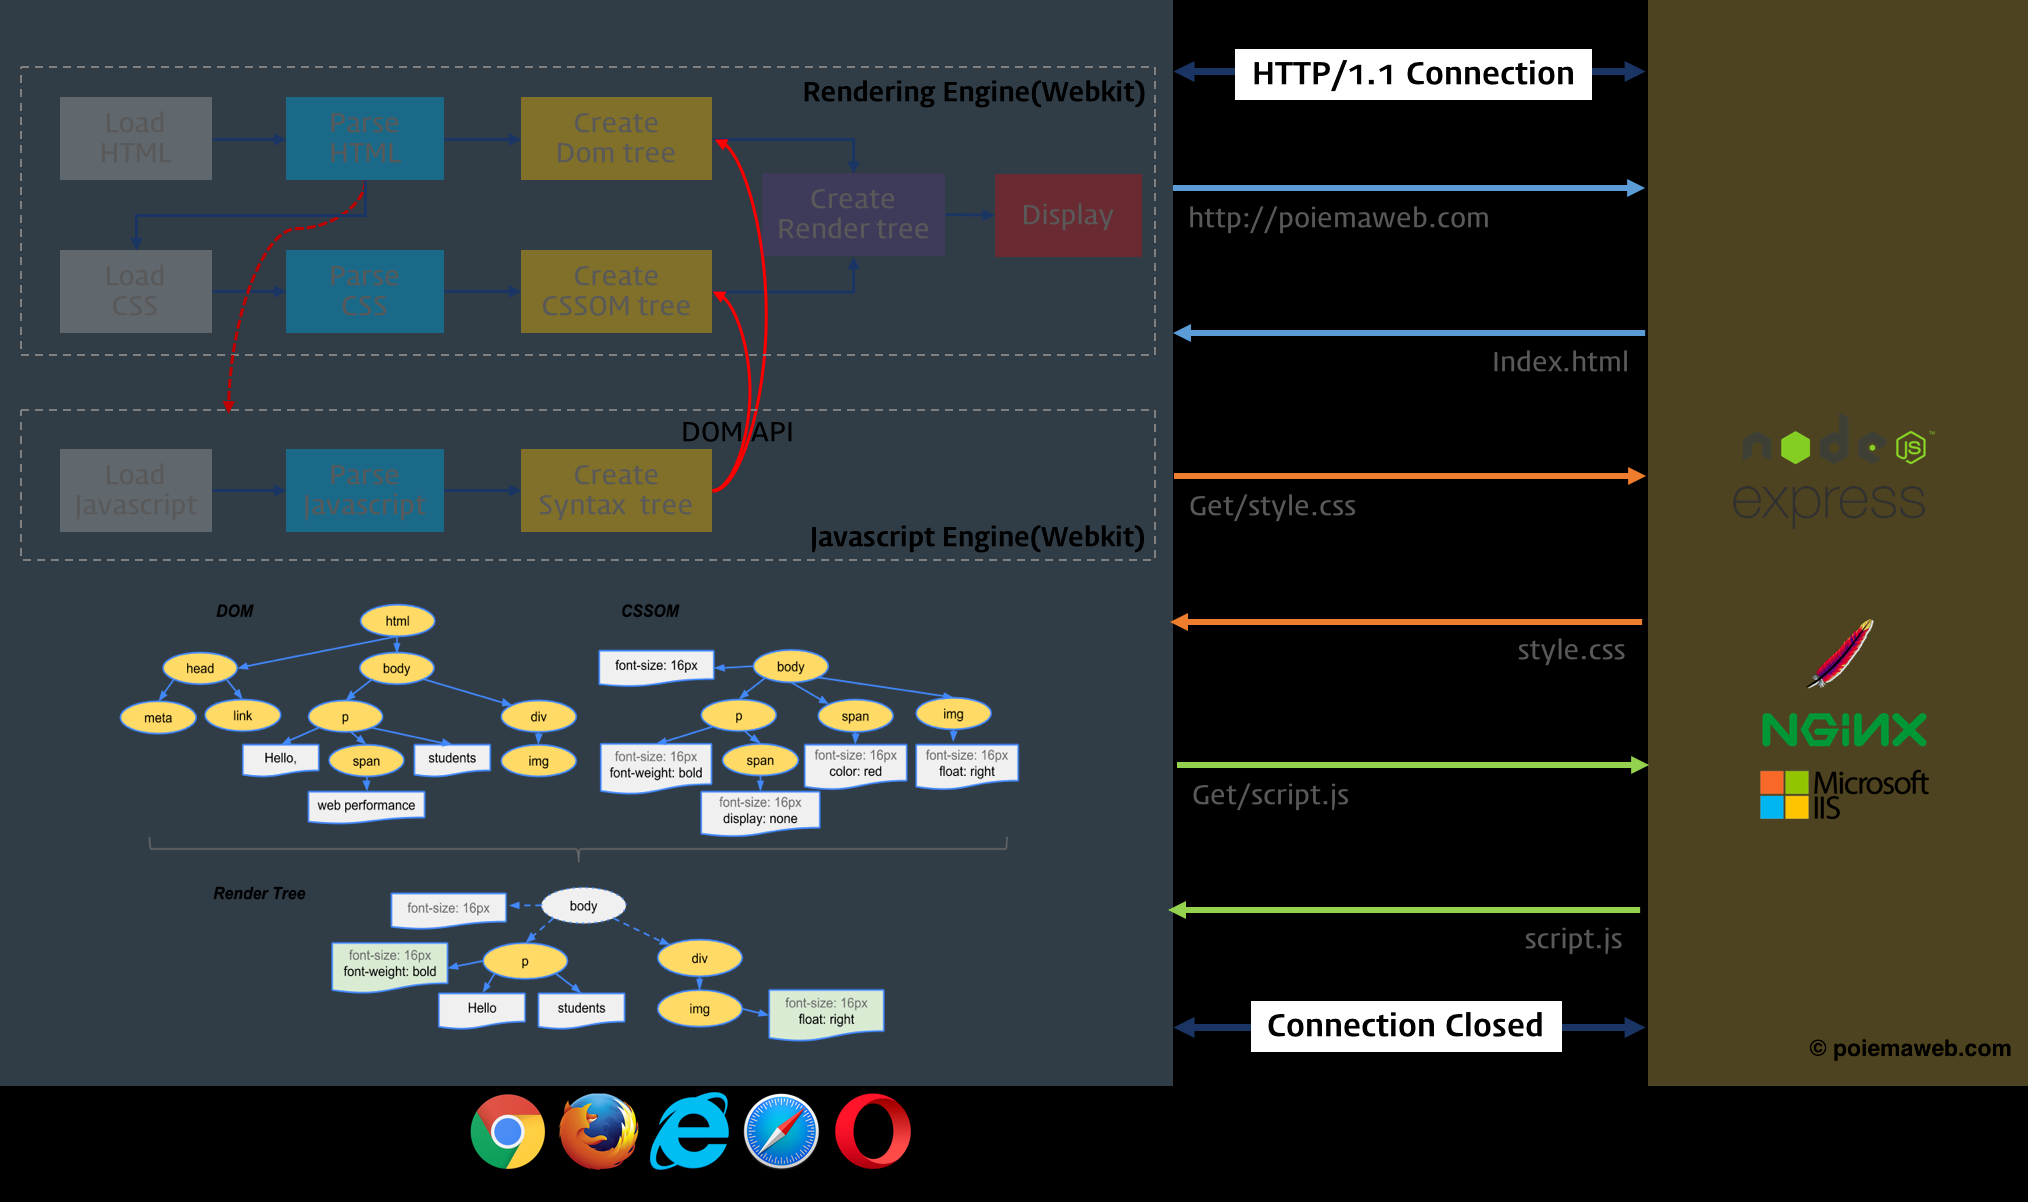 Rendering Engine(Webkit)
Load
HTML
Parse
HTML
Create
Dom tree
Create
Render tree
Display
Load
CSS
Parse
CSS
Create
CSSOM tree
DOM API
Load
Javascript
Parse
Javascript
Create
Syntax tree
Javascript Engine(Webkit)
DOM
html
head
body
meta
link
p
div
Hello,
span
students
img
web performance
CSSOM
font-size: 16px
body
p
span
img
font-size: 16px
font-weight: bold
span
font-size: 16px
color: red
font-size: 16px
float: right
font-size: 16px
display: none
Render Tree
font-size: 16px
body
font-size: 16px
font-weight: bold
p
div
Hello
students
img
font-size: 16px
float: right
HTTP/1.1 Connection
http://poiemaweb.com
Index.html
Get/style.css
style.css
Get/script.js
script.js
Connection Closed
node JS ™
express
NGINX
Microsoft
IIS
© poiemaweb.com